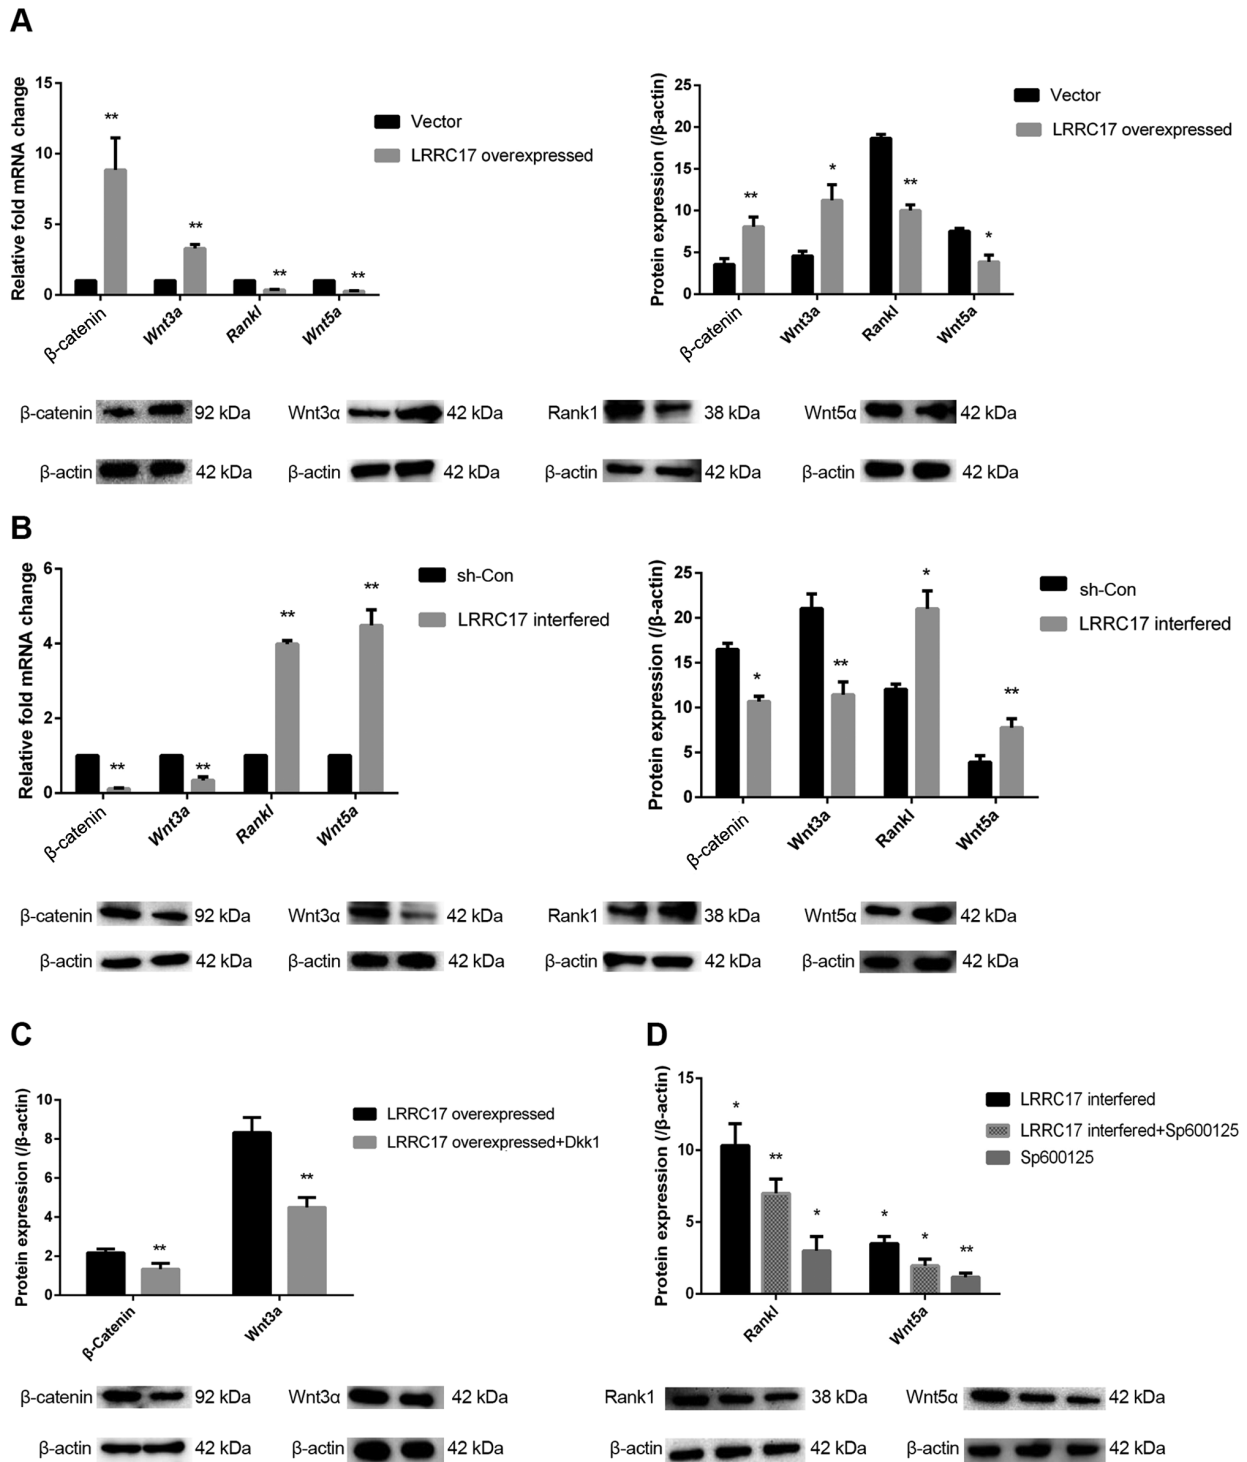 A
Relative fold mRNA change
15
10
5
0
**
**
**
**
β-catenin
Wnt3a
Rankl
Wnt5a
Vector
LRRC17 overexpressed
Protein expression (/β-actin)
25
20
15
10
5
0
**
*
**
*
β-catenin
Wnt3a
Rankl
Wnt5a
Vector
LRRC17 overexpressed
β-catenin 92 kDa Wnt3α 42 kDa Rank1 38 kDa Wnt5α 42 kDa
β-actin 42 kDa β-actin 42 kDa β-actin 42 kDa β-actin 42 kDa
B
Relative fold mRNA change
6
4
2
0
**
**
**
**
β-catenin
Wnt3a
Rankl
Wnt5a
sh-Con
LRRC17 interfered
Protein expression (/β-actin)
25
20
15
10
5
0
*
**
*
**
β-catenin
Wnt3a
Rankl
Wnt5a
sh-Con
LRRC17 interfered
β-catenin 92 kDa Wnt3α 42 kDa Rank1 38 kDa Wnt5α 42 kDa
β-actin 42 kDa β-actin 42 kDa β-actin 42 kDa β-actin 42 kDa
C
Protein expression (/β-actin)
10
8
6
4
2
0
**
**
β-Catenin
Wnt3a
LRRC17 overexpressed
LRRC17 overexpressed+Dkk1
β-catenin 92 kDa Wnt3α 42 kDa
β-actin 42 kDa β-actin 42 kDa
D
Protein expression (/β-actin)
15
10
5
0
*
**
*
*
*
**
Rankl
Wnt5a
LRRC17 interfered
LRRC17 interfered+Sp600125
Sp600125
Rank1 38 kDa Wnt5α 42 kDa
β-actin 42 kDa β-actin 42 kDa